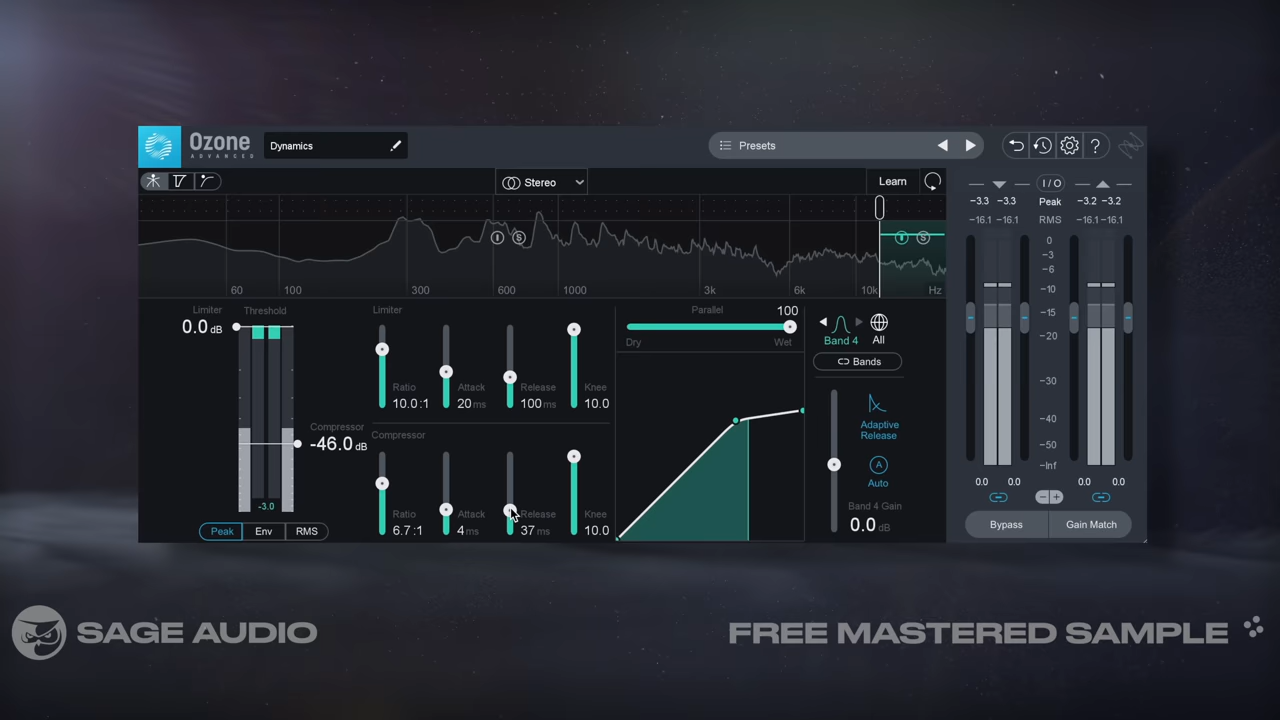 Ozone
ADVANCED
Dynamics
Presets
?
Stereo
Learn
I/O
-3.3 -3.3 Peak -3.2 -3.2
-16.1 -16.1 RMS -16.1 -16.1
I S
I S
60 100 300 600 1000 3k 6k 10k Hz
0
-3
-6
-10
-15
-20
-30
-40
-50
-Inf
Limiter Threshold
0.0 dB
Compressor
-46.0 dB
-3.0
Peak Env RMS
Limiter
Ratio Attack Release Knee
10.0:1 20 ms 100 ms 10.0
Compressor
Ratio Attack Release Knee
6.7:1 4 ms 37 ms 10.0
Parallel 100
Dry Wet
Band 4 All
Bands
Adaptive
Release
A
Auto
Band 4 Gain
0.0 dB
0.0 0.0 0.0 0.0
Bypass Gain Match
SAGE AUDIO
FREE MASTERED SAMPLE